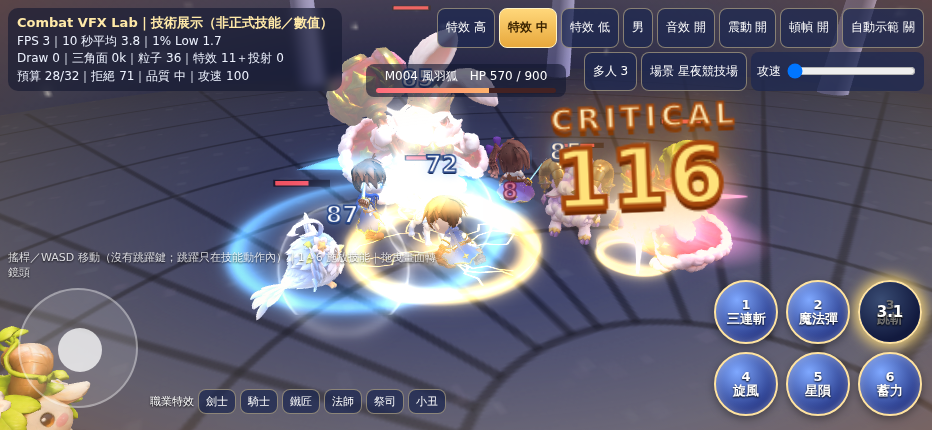 Combat VFX Lab｜技術展示（非正式技能／數值）
FPS 3｜10 秒平均 3.8｜1% Low 1.7
Draw 0｜三角面 0k｜粒子 36｜特效 11＋投射 0
預算 28/32｜拒絕 71｜品質 中｜攻速 100
特效 高
特效 中
特效 低
男
音效 開
震動 開
頓幀 開
自動示範 關
多人 3
場景 星夜競技場
攻速
M004 風羽狐 HP 570 / 900
CRITICAL
116
72
87
8
搖桿／WASD 移動（沒有跳躍鍵；跳躍只在技能動作內）
鏡頭
1
三連斬
2
魔法彈
3.1
4
旋風
5
星隕
6
蓄力
職業特效
劍士
騎士
鐵匠
法師
祭司
小丑